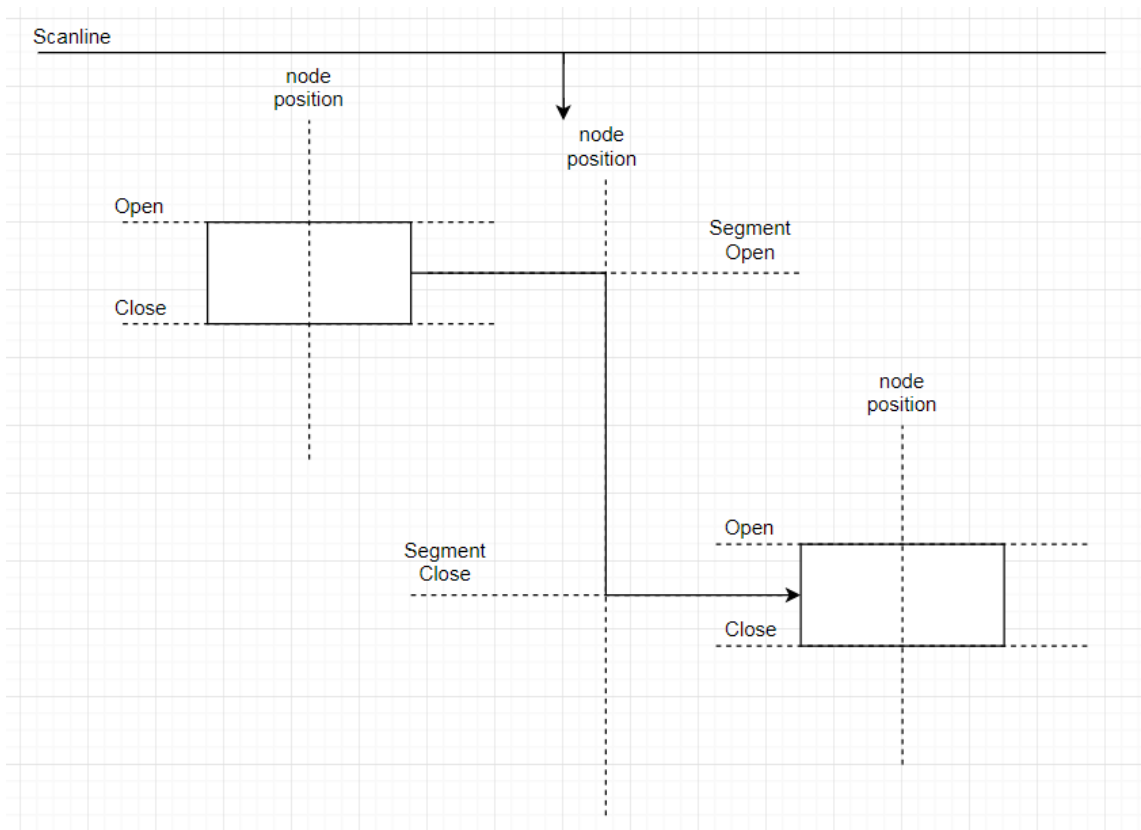 Scanline
node
position
node
position
Open
Segment
Open
Close
node
position
Open
Segment
Close
Close